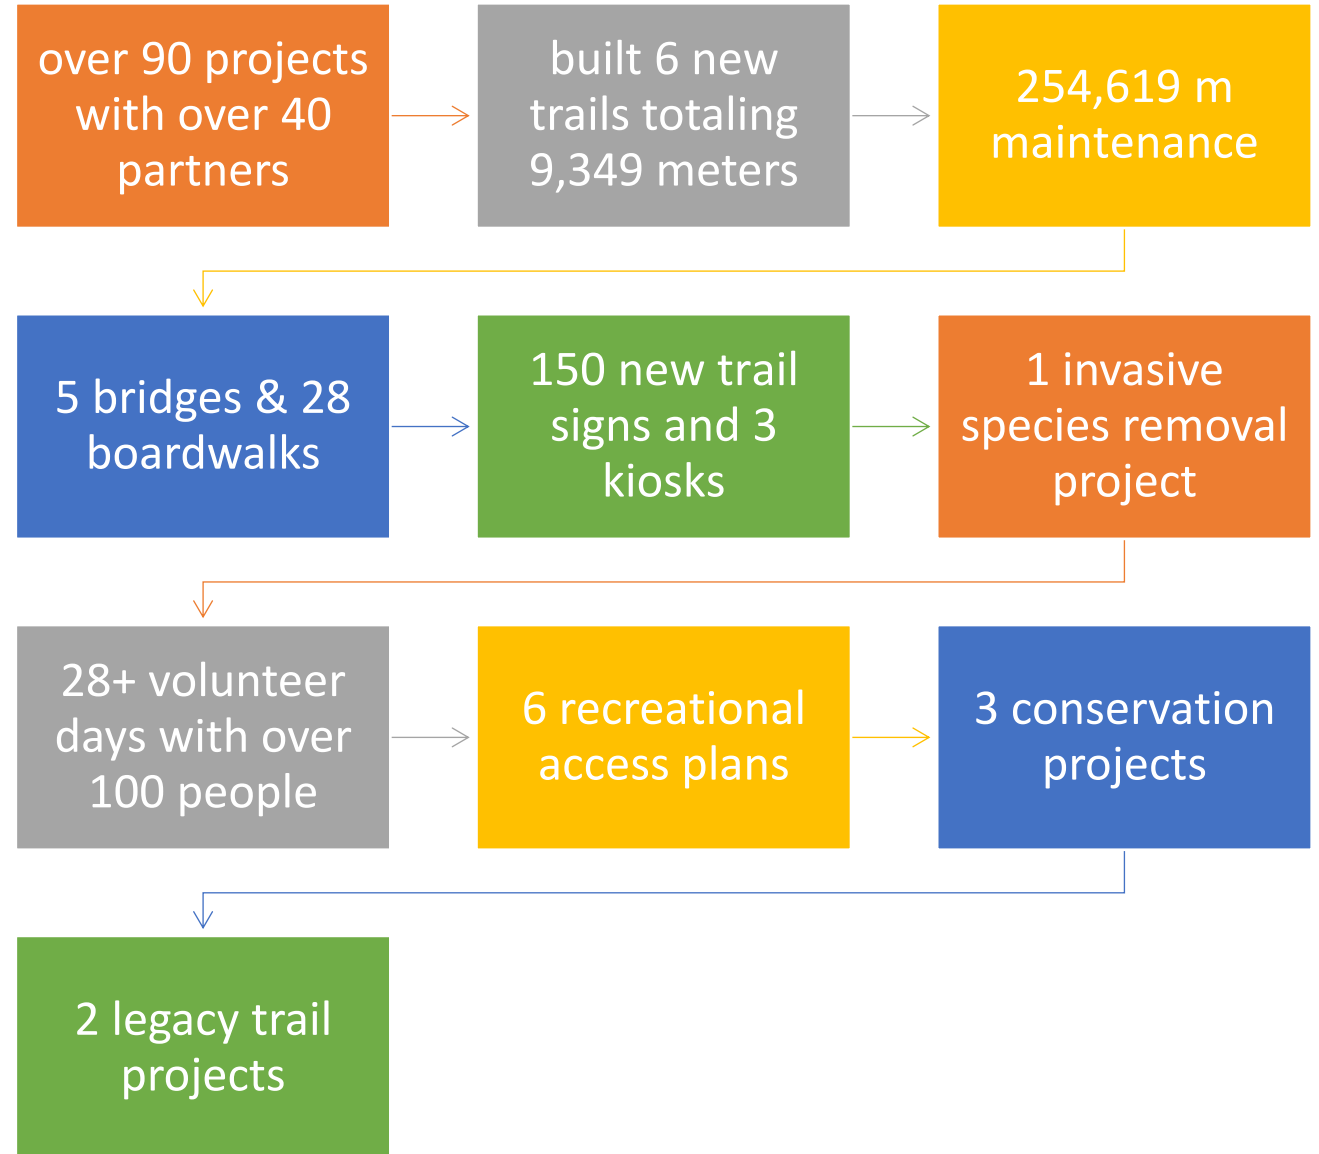 over 90 projects
with over 40
partners
built 6 new
trails totaling
9,349 meters
254,619 m
maintenance
5 bridges & 28
boardwalks
150 new trail
signs and 3
kiosks
1 invasive
species removal
project
28+ volunteer
days with over
100 people
6 recreational
access plans
3 conservation
projects
2 legacy trail
projects